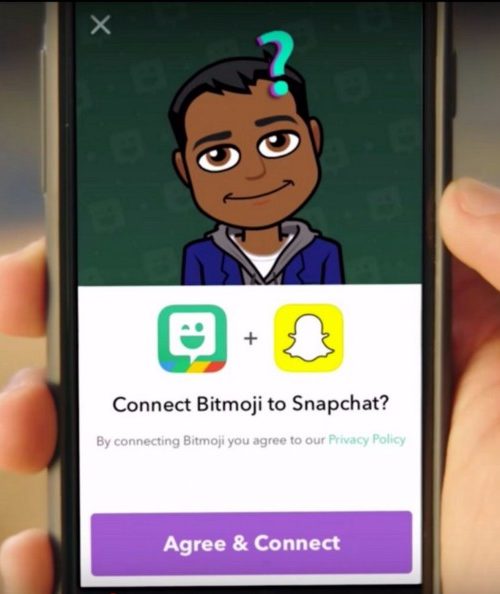 ?
Connect Bitmoji to Snapchat?
By connecting Bitmoji you agree to our Privacy Policy
Agree & Connect